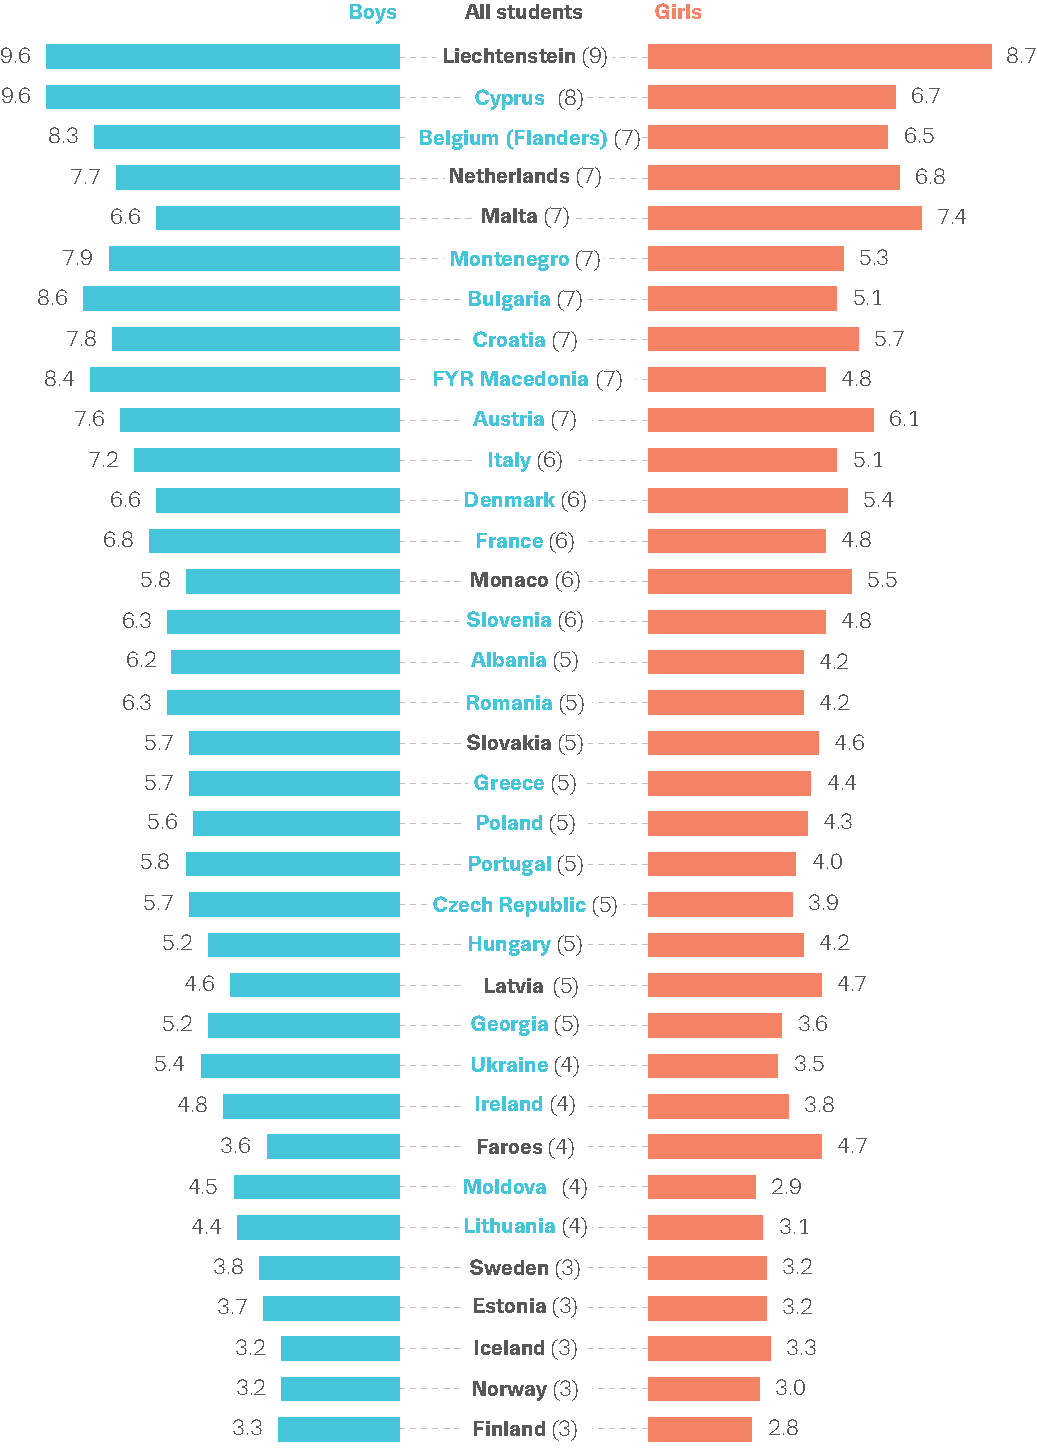 Boys All students Girls
9.6 Liechtenstein (9) 8.7
9.6 Cyprus (8) 6.7
8.3 Belgium (Flanders) (7) 6.5
7.7 Netherlands (7) 6.8
6.6 Malta (7) 7.4
7.9 Montenegro (7) 5.3
8.6 Bulgaria (7) 5.1
7.8 Croatia (7) 5.7
8.4 FYR Macedonia (7) 4.8
7.6 Austria (7) 6.1
7.2 Italy (6) 5.1
6.6 Denmark (6) 5.4
6.8 France (6) 4.8
5.8 Monaco (6) 5.5
6.3 Slovenia (6) 4.8
6.2 Albania (5) 4.2
6.3 Romania (5) 4.2
5.7 Slovakia (5) 4.6
5.7 Greece (5) 4.4
5.6 Poland (5) 4.3
5.8 Portugal (5) 4.0
5.7 Czech Republic (5) 3.9
5.2 Hungary (5) 4.2
4.6 Latvia (5) 4.7
5.2 Georgia (5) 3.6
5.4 Ukraine (4) 3.5
4.8 Ireland (4) 3.8
3.6 Faroes (4) 4.7
4.5 Moldova (4) 2.9
4.4 Lithuania (4) 3.1
3.8 Sweden (3) 3.2
3.7 Estonia (3) 3.2
3.2 Iceland (3) 3.3
3.2 Norway (3) 3.0
3.3 Finland (3) 2.8